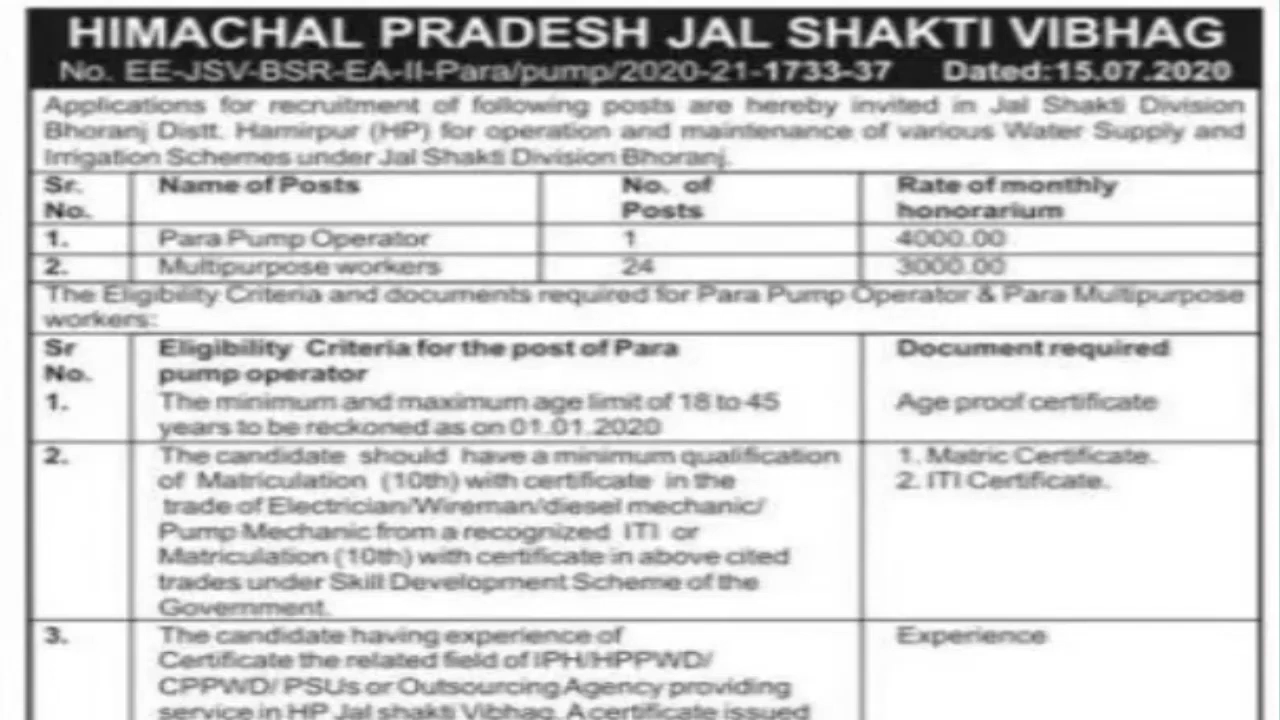 HIMACHAL PRADESH JAL SHAKTI VIBHAG
No. EE-JSV-BSR-EA-II-Para/pump/2020-21-1733-37 Dated:15.07.2020
Applications for recruitment of following posts are hereby invited in Jal Shakti Division
Bhoranj Distt. Hamirpur (HP) for operation and maintenance of various Water Supply and
Irrigation Schemes under Jal Shakti Division Bhoranj.
Sr. Name of Posts No. of Rate of monthly
No. Posts honorarium
1. Para Pump Operator 1 4000.00
2. Multipurpose workers 24 3000.00
The Eligibility Criteria and documents required for Para Pump Operator & Para Multipurpose
workers:
Sr Eligibility Criteria for the post of Para Document required
No. pump operator
1. The minimum and maximum age limit of 18 to 45 Age proof certificate
years to be reckoned as on 01.01.2020
2. The candidate should have a minimum qualification 1. Matric Certificate.
of Matriculation (10th) with certificate in the 2. ITI Certificate.
trade of Electrician/Wireman/diesel mechanic/
Pump Mechanic from a recognized ITI or
Matriculation (10th) with certificate in above cited
trades under Skill Development Scheme of the
Government.
3. The candidate having experience of Experience
Certificate the related field of IPH/HPPWD/
CPPWD/ PSUs or Outsourcing Agency providing
service in HP Jal shakti Vibhag. A certificate issued